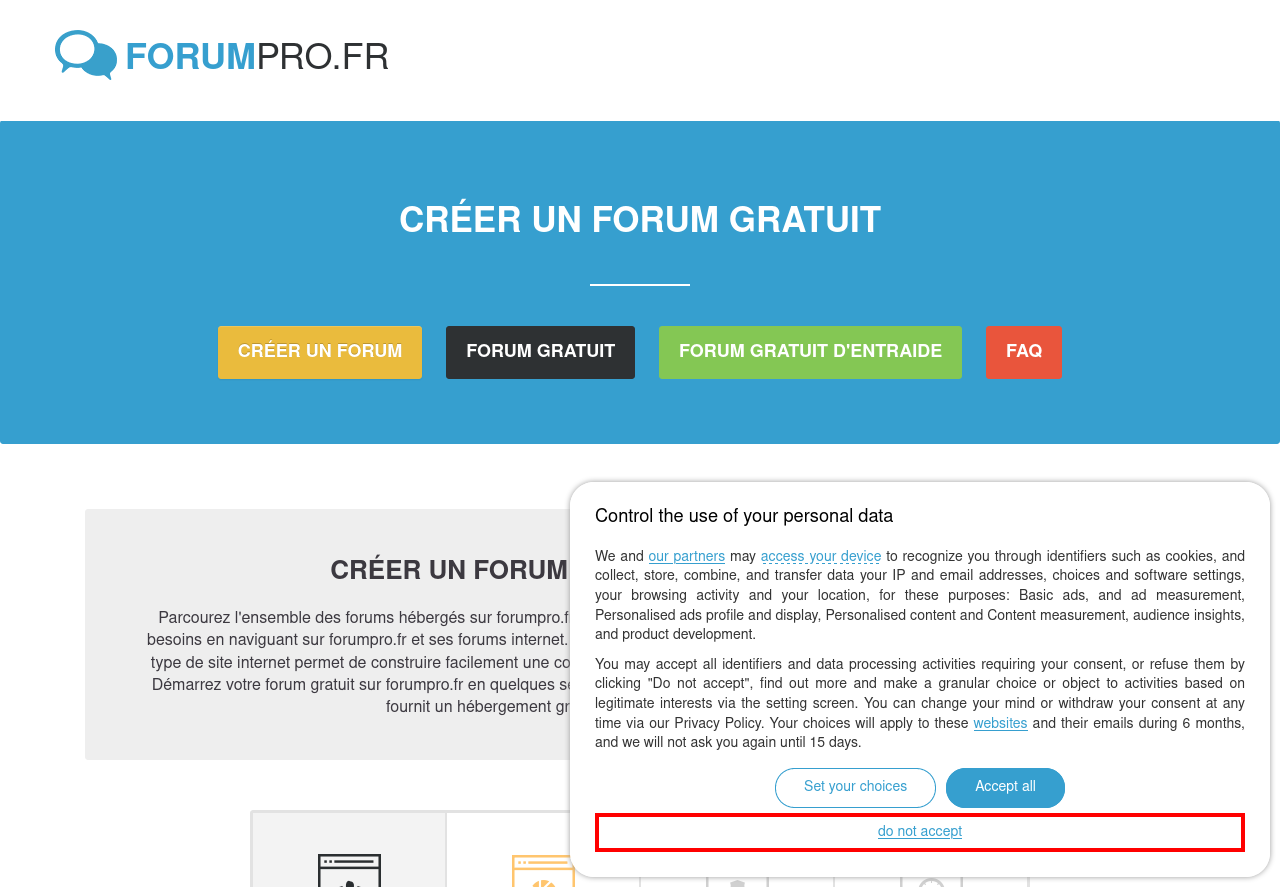 FORUMPRO.FR
CRÉER UN FORUM GRATUIT
CRÉER UN FORUM
FORUM GRATUIT
FORUM GRATUIT D'ENTRAIDE
FAQ
CRÉER UN FORUM
Parcourez l'ensemble des forums hébergés sur forumpro.f
besoins en naviguant sur forumpro.fr et ses forums internet.
type de site internet permet de construire facilement une co
Démarrez votre forum gratuit sur forumpro.fr en quelques se
fournit un hébergement gr
Control the use of your personal data
We and our partners may access your device to recognize you through identifiers such as cookies, and
collect, store, combine, and transfer data your IP and email addresses, choices and software settings,
your browsing activity and your location, for these purposes: Basic ads, and ad measurement,
Personalised ads profile and display, Personalised content and Content measurement, audience insights,
and product development.
You may accept all identifiers and data processing activities requiring your consent, or refuse them by
clicking "Do not accept", find out more and make a granular choice or object to activities based on
legitimate interests via the setting screen. You can change your mind or withdraw your consent at any
time via our Privacy Policy. Your choices will apply to these websites and their emails during 6 months,
and we will not ask you again until 15 days.
Set your choices
Accept all
do not accept